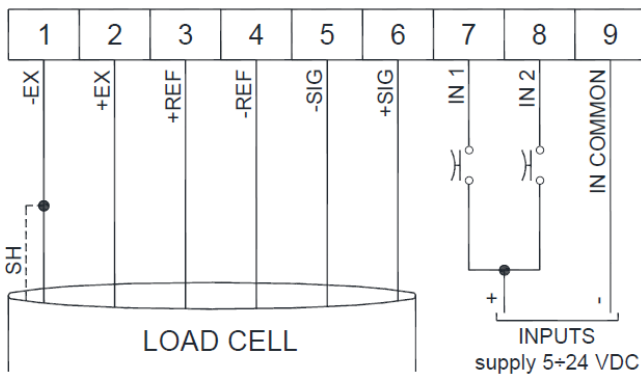 1 2 3 4 5 6 7 8 9
-EX +EX +REF -REF -SIG +SIG IN 1 IN 2 IN COMMON
SH
+ -
LOAD CELL
INPUTS
supply 5÷24 VDC